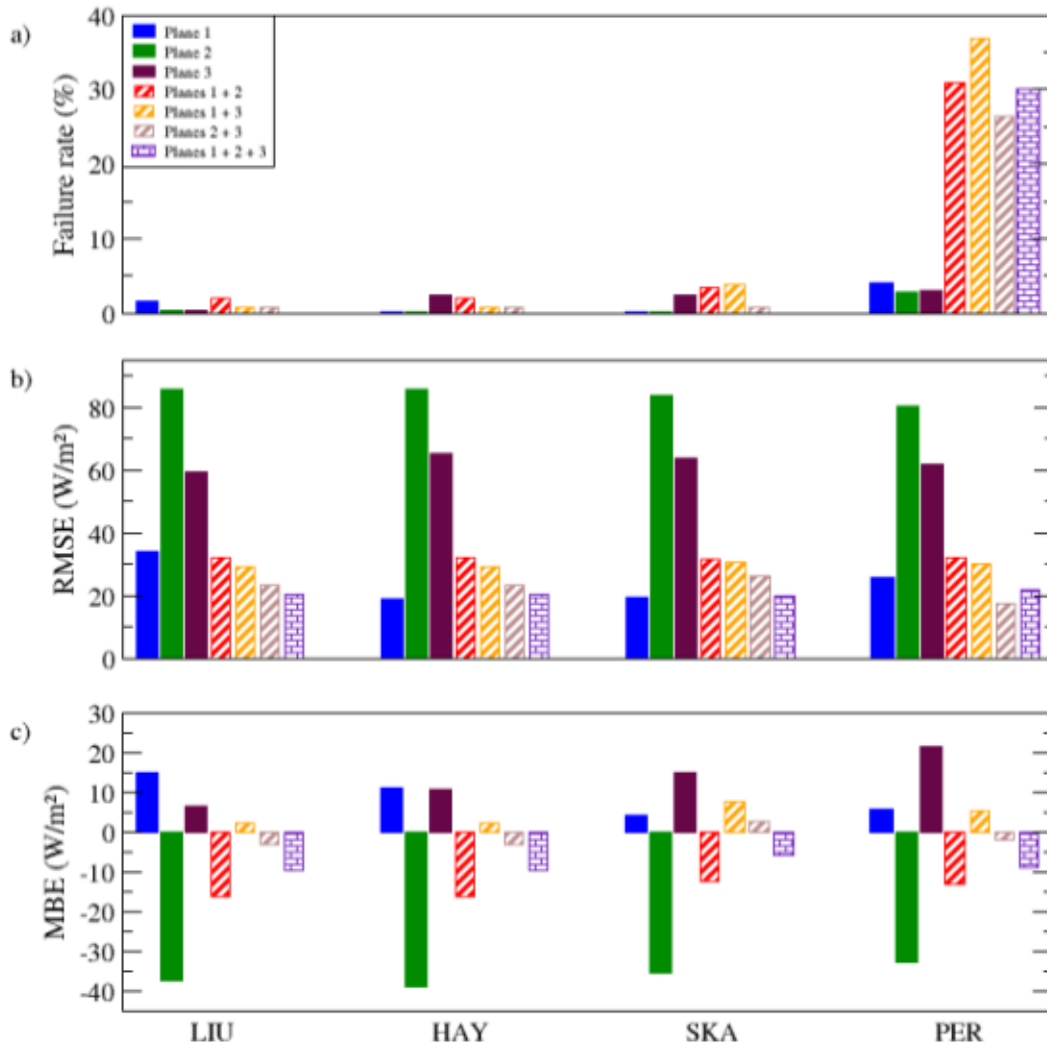 a)
Failure rate (%)
40
30
20
10
0
Plane 1
Plane 2
Plane 3
Planes 1 + 2
Planes 1 + 3
Planes 2 + 3
Planes 1 + 2 + 3
b)
RMSE (W/m²)
80
60
40
20
0
c)
MBE (W/m²)
30
20
10
0
-10
-20
-30
-40
LIU HAY SKA PER